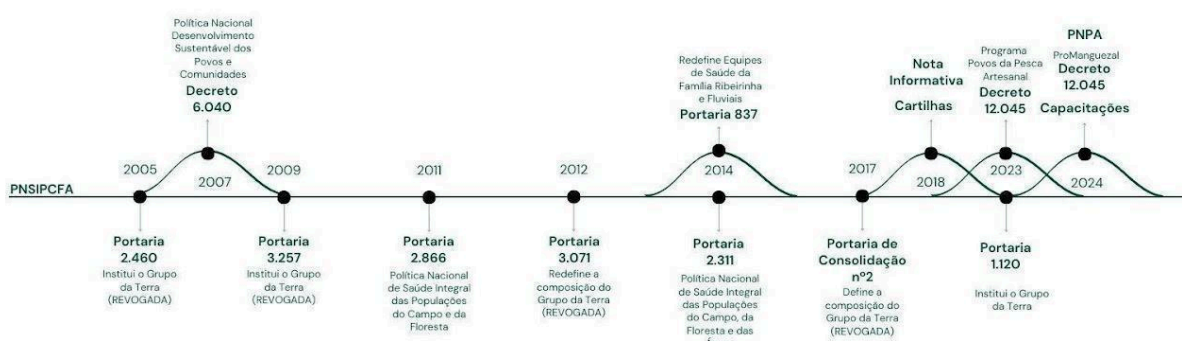 Política Nacional
Desenvolvimento
Sustentável dos
Povos e
Comunidades
Decreto
6.040
Redefine Equipes
de Saúde da
Família Ribeirinha
e Fluviais
Portaria 837
Nota
Informativa
Cartilhas
Programa
Povos da Pesca
Artesanal
Decreto
12.045
PNPA
ProManguezal
Decreto
12.045
Capacitações
PNSIPCFA
2005
2007
2009
2011
2012
2014
2017
2018
2023
2024
Portaria
2.460
Institui o Grupo
da Terra
(REVOGADA)
Portaria
3.257
Institui o Grupo
da Terra
(REVOGADA)
Portaria
2.866
Política Nacional
de Saúde Integral
das Populações
do Campo e da
Floresta
Portaria
3.071
Redefine a
composição do
Grupo da Terra
(REVOGADA)
Portaria
2.311
Política Nacional
de Saúde Integral
das Populações
do Campo, da
Floresta e das
Portaria de
Consolidação
nº2
Define a
composição do
Grupo da Terra
(REVOGADA)
Portaria
1.120
Institui o Grupo
da Terra